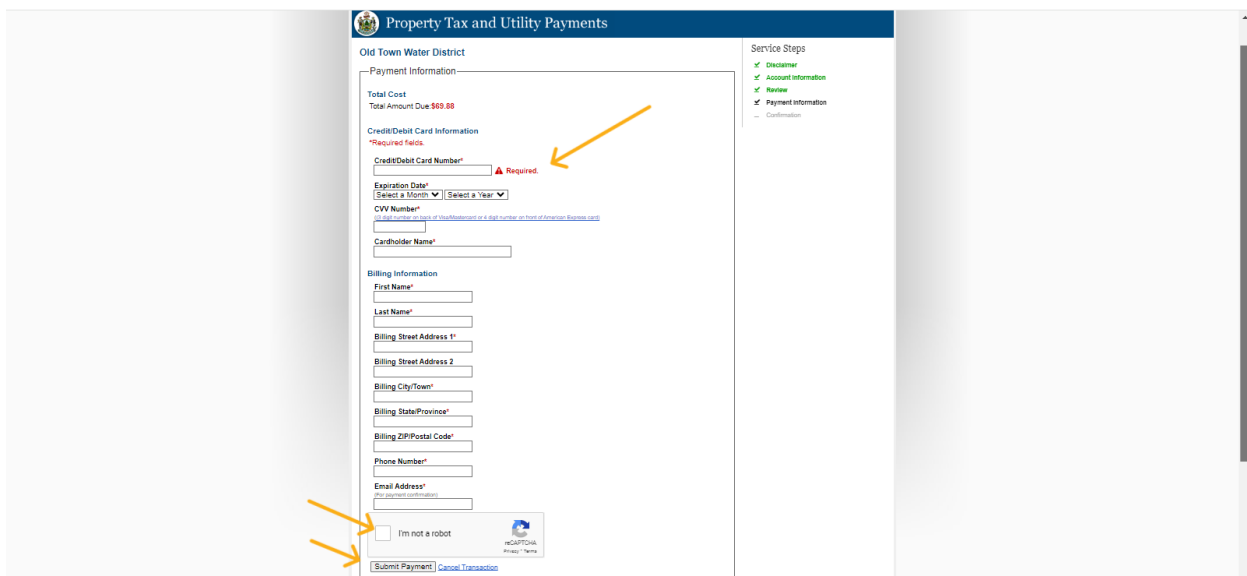 Property Tax and Utility Payments
Old Town Water District
Payment Information
Total Cost
Total Amount Due:$69.88
Credit/Debit Card Information
*Required fields.
Credit/Debit Card Number*
Required.
Expiration Date*
Select a Month Select a Year
CVV Number*
(3 digit number on back of Visa/Mastercard or 4 digit number on front of American Express card)
Cardholder Name*
Billing Information
First Name*
Last Name*
Billing Street Address 1*
Billing Street Address 2
Billing City/Town*
Billing State/Province*
Billing ZIP/Postal Code*
Phone Number*
Email Address*
(For payment confirmation)
I'm not a robot
reCAPTCHA
Privacy * Terms
Submit Payment Cancel Transaction
Service Steps
Disclaimer
Account Information
Review
Payment Information
... Confirmation